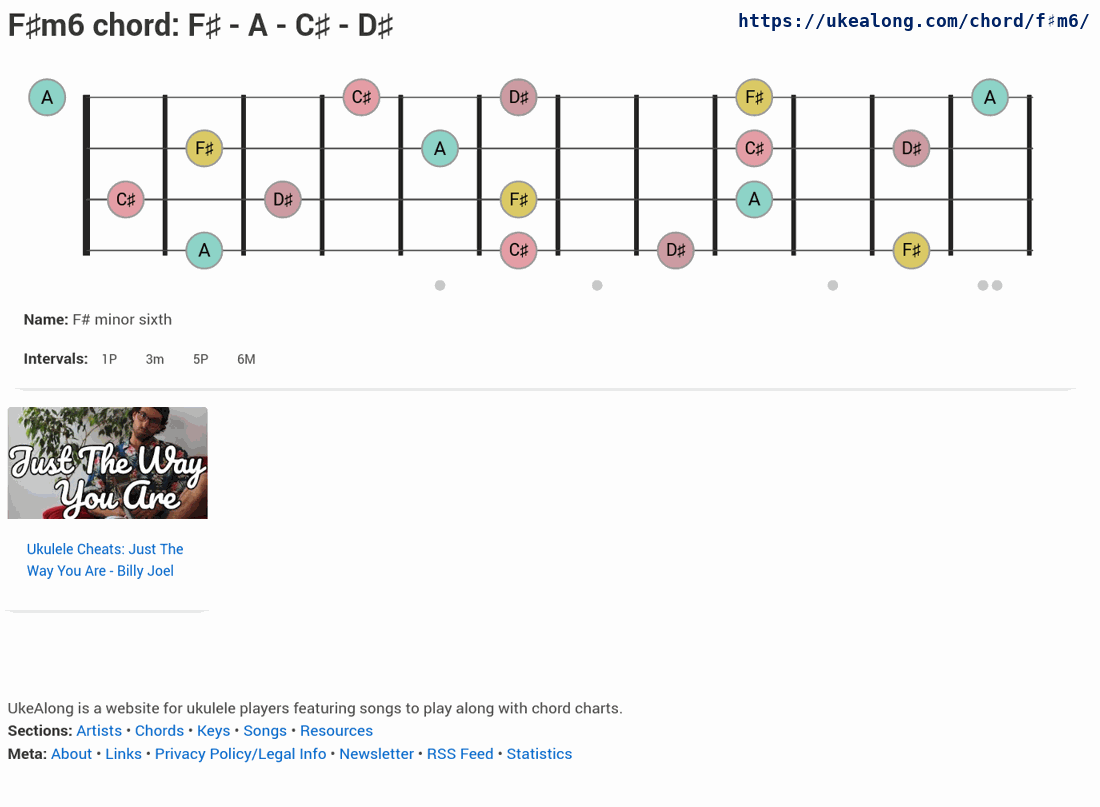 F♯m6 chord: F♯ - A - C♯ - D♯
https://ukealong.com/chord/f♯m6/
A C♯ D♯ F♯ A
F♯ A C♯ D♯
C♯ D♯ F♯ A
A C♯ D♯ F♯
Name: F# minor sixth
Intervals: 1P 3m 5P 6M
Just The Way
You Are
Ukulele Cheats: Just The
Way You Are - Billy Joel
UkeAlong is a website for ukulele players featuring songs to play along with chord charts.
Sections: Artists • Chords • Keys • Songs • Resources
Meta: About • Links • Privacy Policy/Legal Info • Newsletter • RSS Feed • Statistics